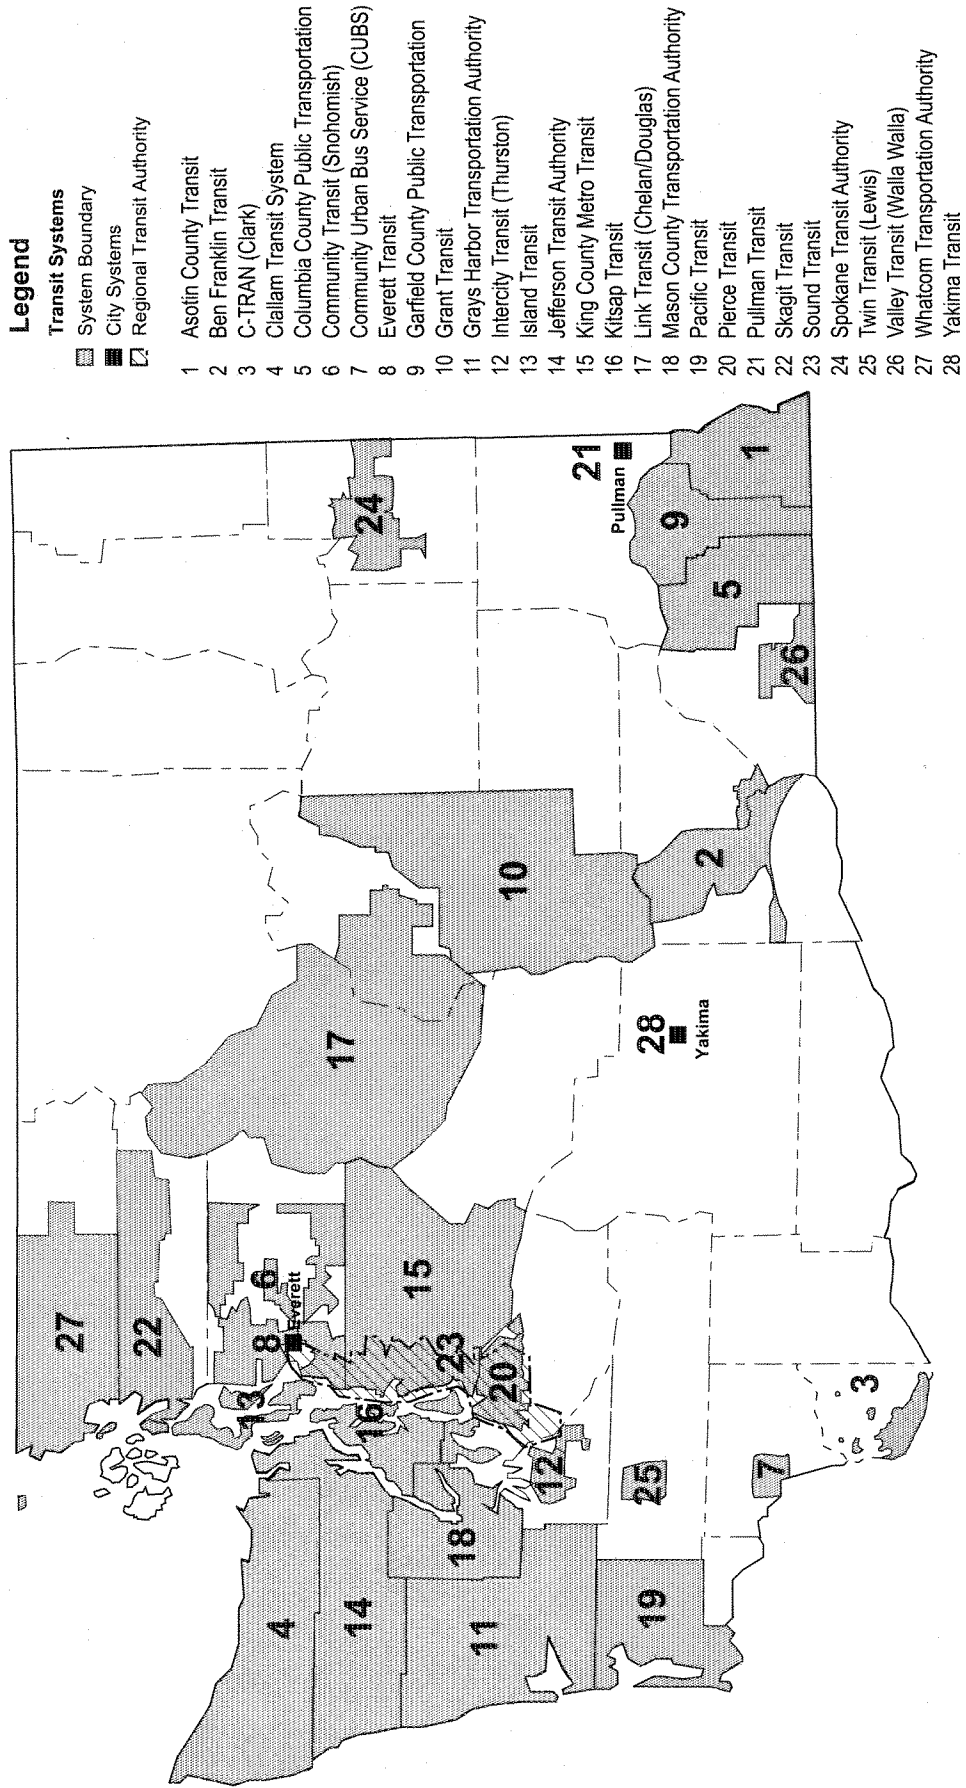 Legend
Transit Systems
System Boundary
City Systems
Regional Transit Authority
1 Asotin County Transit
2 Ben Franklin Transit
3 C-TRAN (Clark)
4 Clallam Transit System
5 Columbia County Public Transportation
6 Community Transit (Snohomish)
7 Community Urban Bus Service (CUBS)
8 Everett Transit
9 Garfield County Public Transportation
10 Grant Transit
11 Grays Harbor Transportation Authority
12 Intercity Transit (Thurston)
13 Island Transit
14 Jefferson Transit Authority
15 King County Metro Transit
16 Kitsap Transit
17 Link Transit (Chelan/Douglas)
18 Mason County Transportation Authority
19 Pacific Transit
20 Pierce Transit
21 Pullman Transit
22 Skagit Transit
23 Sound Transit
24 Spokane Transit Authority
25 Twin Transit (Lewis)
26 Valley Transit (Walla Walla)
27 Whatcom Transportation Authority
28 Yakima Transit
27
22
13
6
8
Everett
4
14
16
23
15
17
24
18
20
11
12
10
25
19
28
Yakima
21
Pullman
7
3
2
9
5
1
26